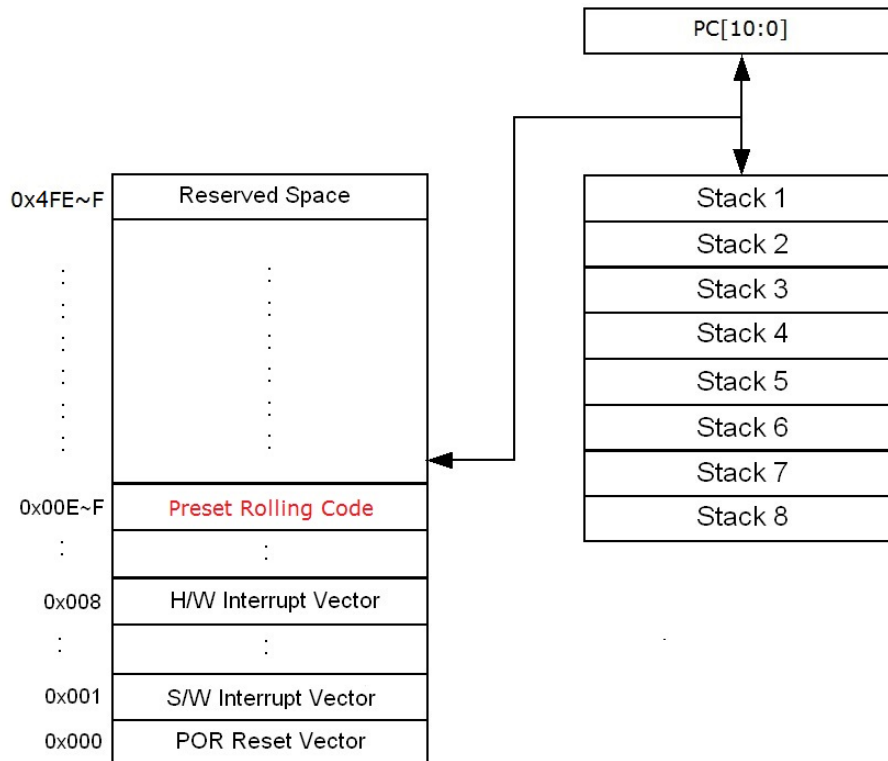 PC[10:0]
0x4FE~F Reserved Space
Stack 1
Stack 2
Stack 3
Stack 4
Stack 5
Stack 6
Stack 7
Stack 8
0x00E~F Preset Rolling Code
0x008 H/W Interrupt Vector
0x001 S/W Interrupt Vector
0x000 POR Reset Vector